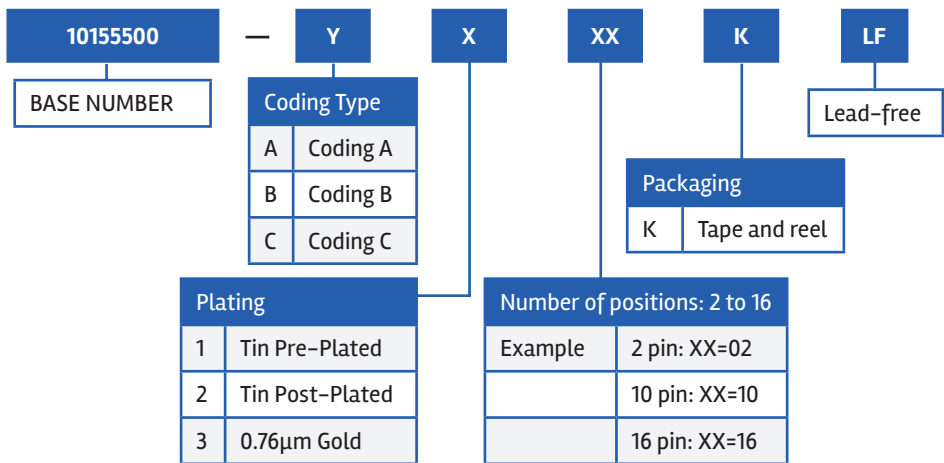 10155500 — Y X XX K LF
BASE NUMBER
Coding Type
A Coding A
B Coding B
C Coding C
Lead-free
Packaging
K Tape and reel
Plating
1 Tin Pre-Plated
2 Tin Post-Plated
3 0.76µm Gold
Number of positions: 2 to 16
Example 2 pin: XX=02
10 pin: XX=10
16 pin: XX=16